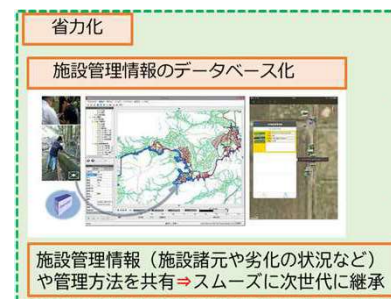 省力化
施設管理情報のデータベース化
施設管理情報（施設諸元や劣化の状況など）
や管理方法を共有⇒スムーズに次世代に継承